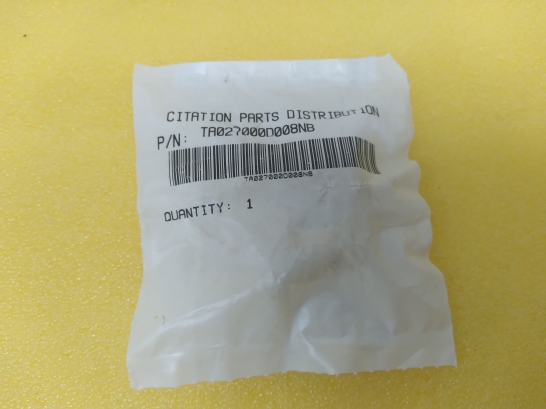 CITATION PARTS DISTRIBUTION
P/N: TA027000D008NB
TA027000D008NB
QUANTITY: 1